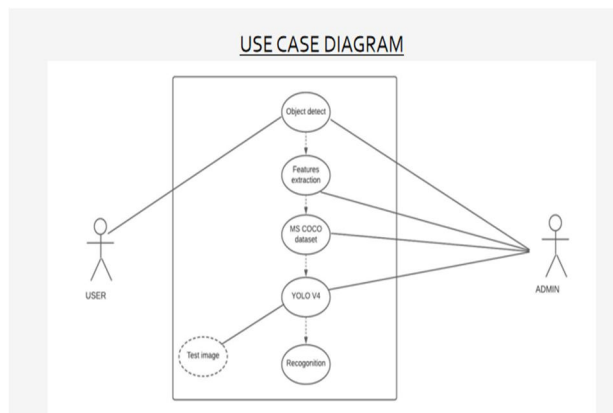 USE CASE DIAGRAM
Object detect
Features
extraction
MS COCO
dataset
USER
ADMIN
YOLO V4
Test image
Recogonition